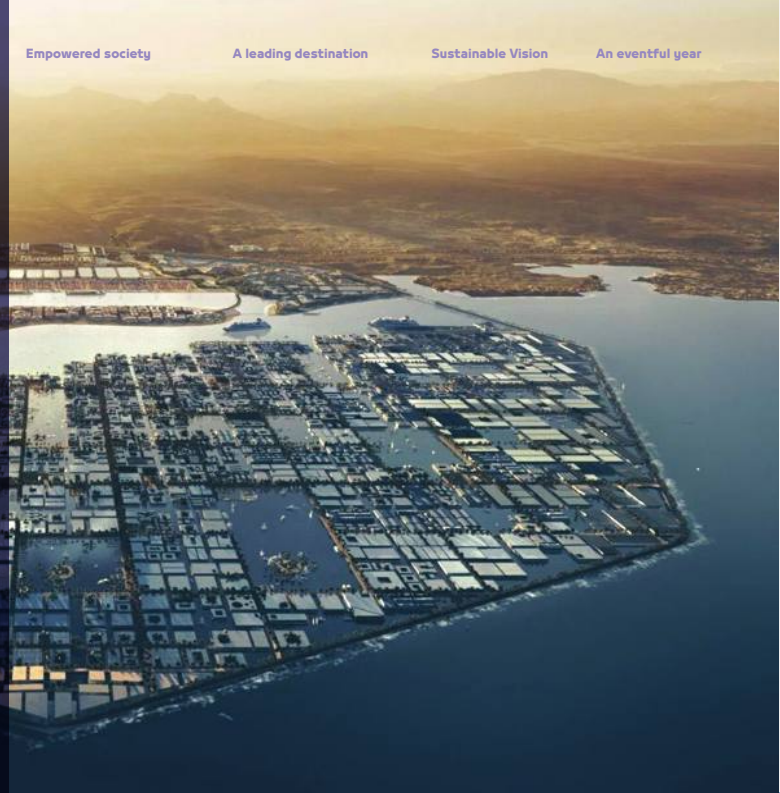 Empowered society
A leading destination
Sustainable Vision
An eventful year